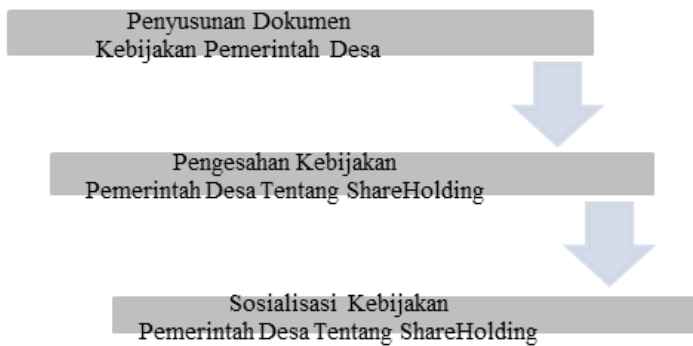 Penyusunan Dokumen
Kebijakan Pemerintah Desa
Pengesahan Kebijakan
Pemerintah Desa Tentang ShareHolding
Sosialisasi Kebijakan
Pemerintah Desa Tentang ShareHolding